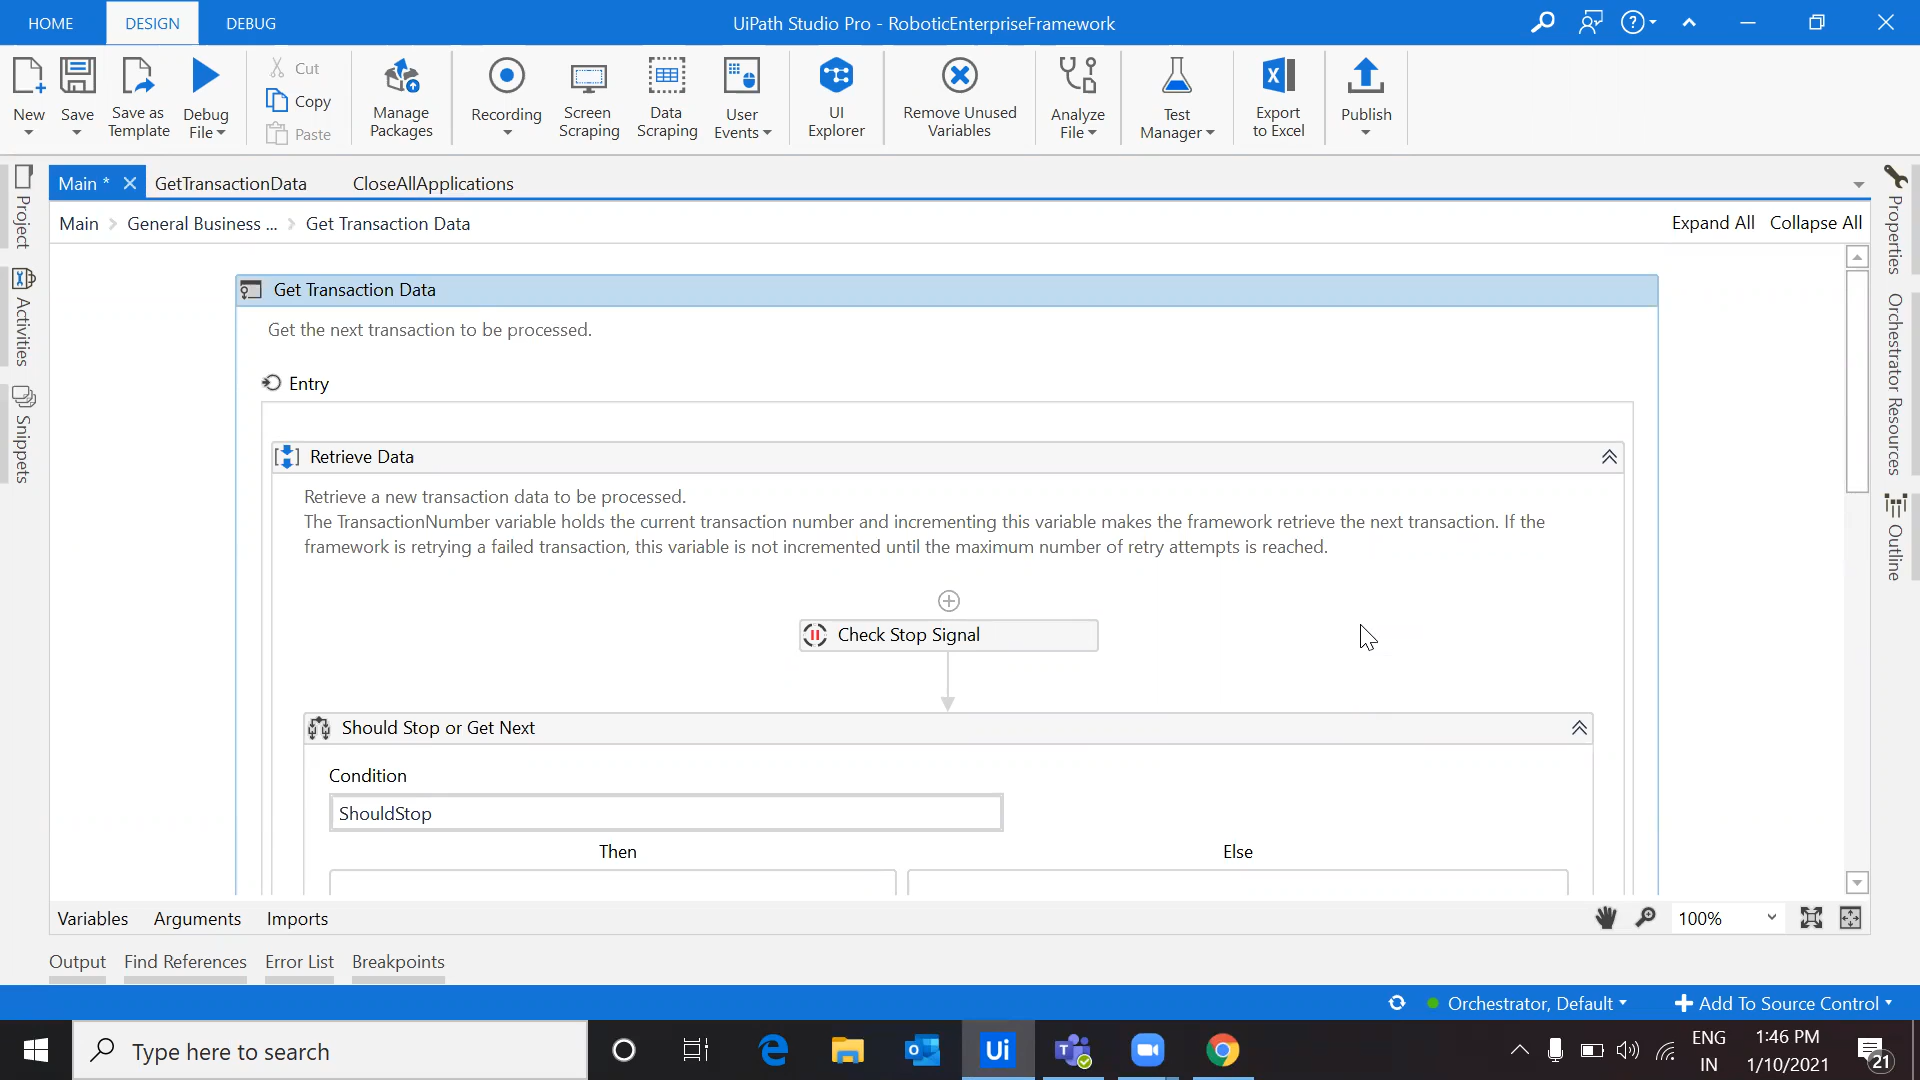 HOME
DESIGN
DEBUG
UiPath Studio Pro - RoboticEnterpriseFramework
New
Save
Save as
Template
Debug
File
Cut
Copy
Paste
Manage
Packages
Recording
Screen
Scraping
Data
Scraping
User
Events
UI
Explorer
Remove Unused
Variables
Analyze
File
Test
Manager
Export
to Excel
Publish
Project
Activities
Snippets
Main *
GetTransactionData
CloseAllApplications
Main
General Business ...
Get Transaction Data
Expand All
Collapse All
Get Transaction Data
Get the next transaction to be processed.
Entry
Retrieve Data
Retrieve a new transaction data to be processed.
The TransactionNumber variable holds the current transaction number and incrementing this variable makes the framework retrieve the next transaction. If the
framework is retrying a failed transaction, this variable is not incremented until the maximum number of retry attempts is reached.
Check Stop Signal
Should Stop or Get Next
Condition
ShouldStop
Then
Else
Properties
Orchestrator Resources
Outline
Variables
Arguments
Imports
100%
Output
Find References
Error List
Breakpoints
Orchestrator, Default
Add To Source Control
Type here to search
Ui
ENG
IN
1:46 PM
1/10/2021
21